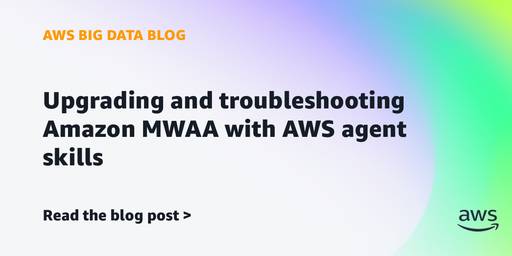 AWS BIG DATA BLOG
Upgrading and troubleshooting
Amazon MWAA with AWS agent
skills
Read the blog post >
aws